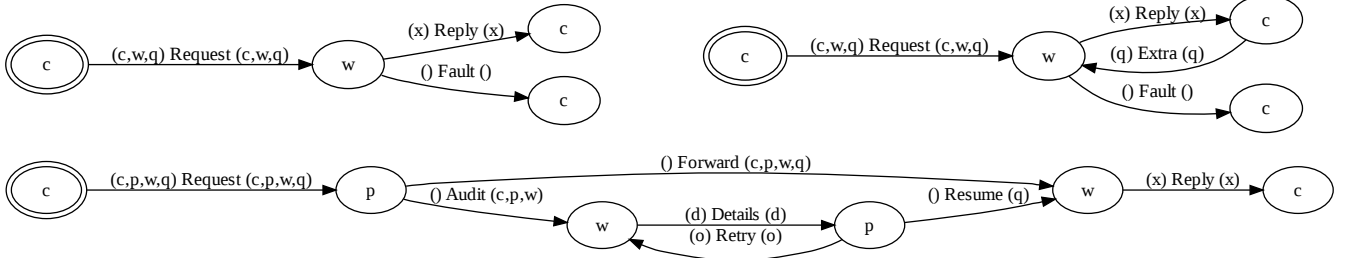 c
(c,w,q) Request (c,w,q)
w
(x) Reply (x)
c
() Fault ()
c
c
(c,w,q) Request (c,w,q)
w
(x) Reply (x)
c
(q) Extra (q)
() Fault ()
c
c
(c,p,w,q) Request (c,p,w,q)
p
() Forward (c,p,w,q)
() Audit (c,p,w)
w
(d) Details (d)
(o) Retry (o)
p
() Resume (q)
w
(x) Reply (x)
c